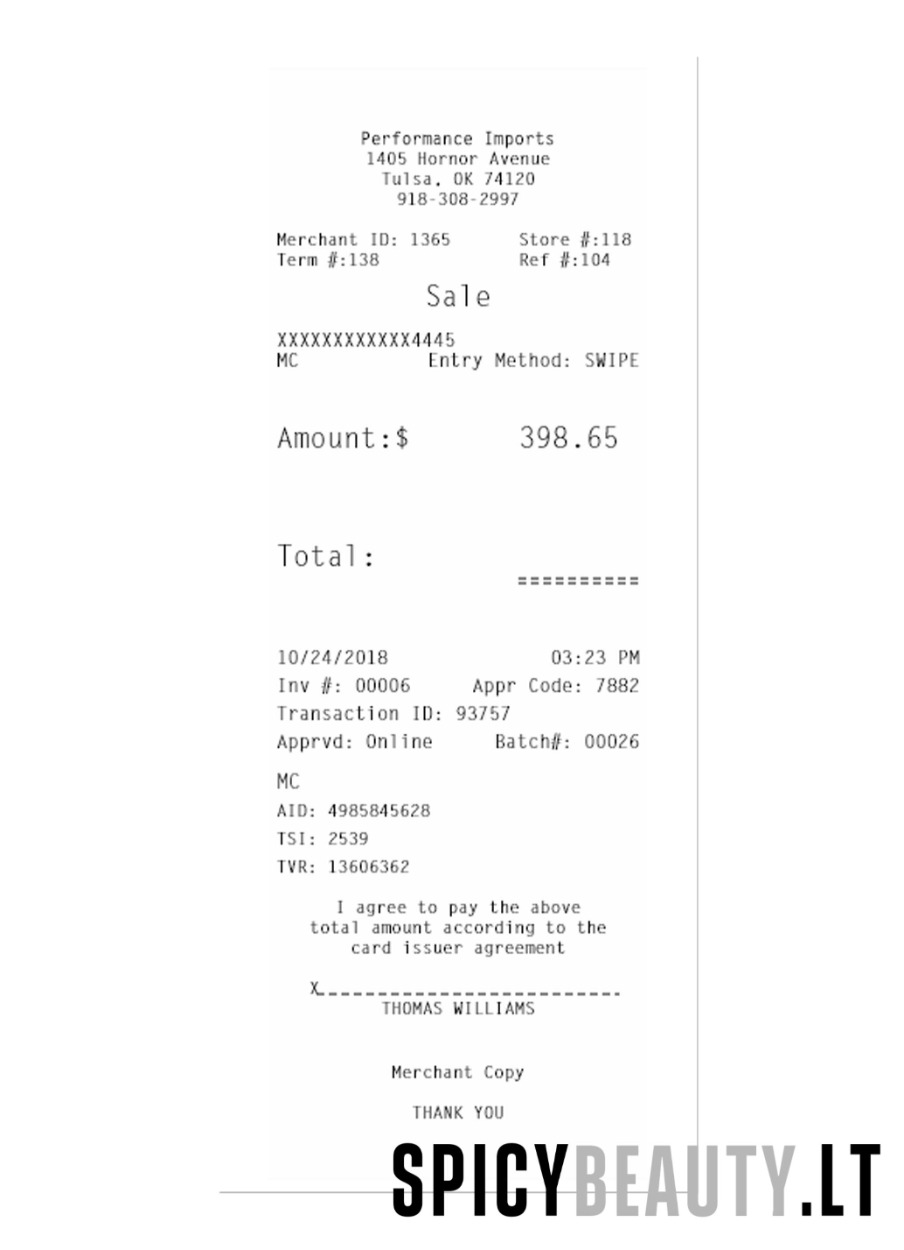 Performance Imports
1405 Hornor Avenue
Tulsa, OK 74120
918-308-2997
Merchant ID: 1365 Store #:118
Term #:138 Ref #:104
Sale
XXXXXXXXXXXX4445
MC Entry Method: SWIPE
Amount:$ 398.65
Total:
==========
10/24/2018 03:23 PM
Inv #: 00006 Appr Code: 7882
Transaction ID: 93757
Apprvd: Online Batch#: 00026
MC
AID: 4985845628
TSI: 2539
TVR: 13606362
I agree to pay the above
total amount according to the
card issuer agreement
X_________________________
THOMAS WILLIAMS
Merchant Copy
THANK YOU
SPICYBEAUTY.LT